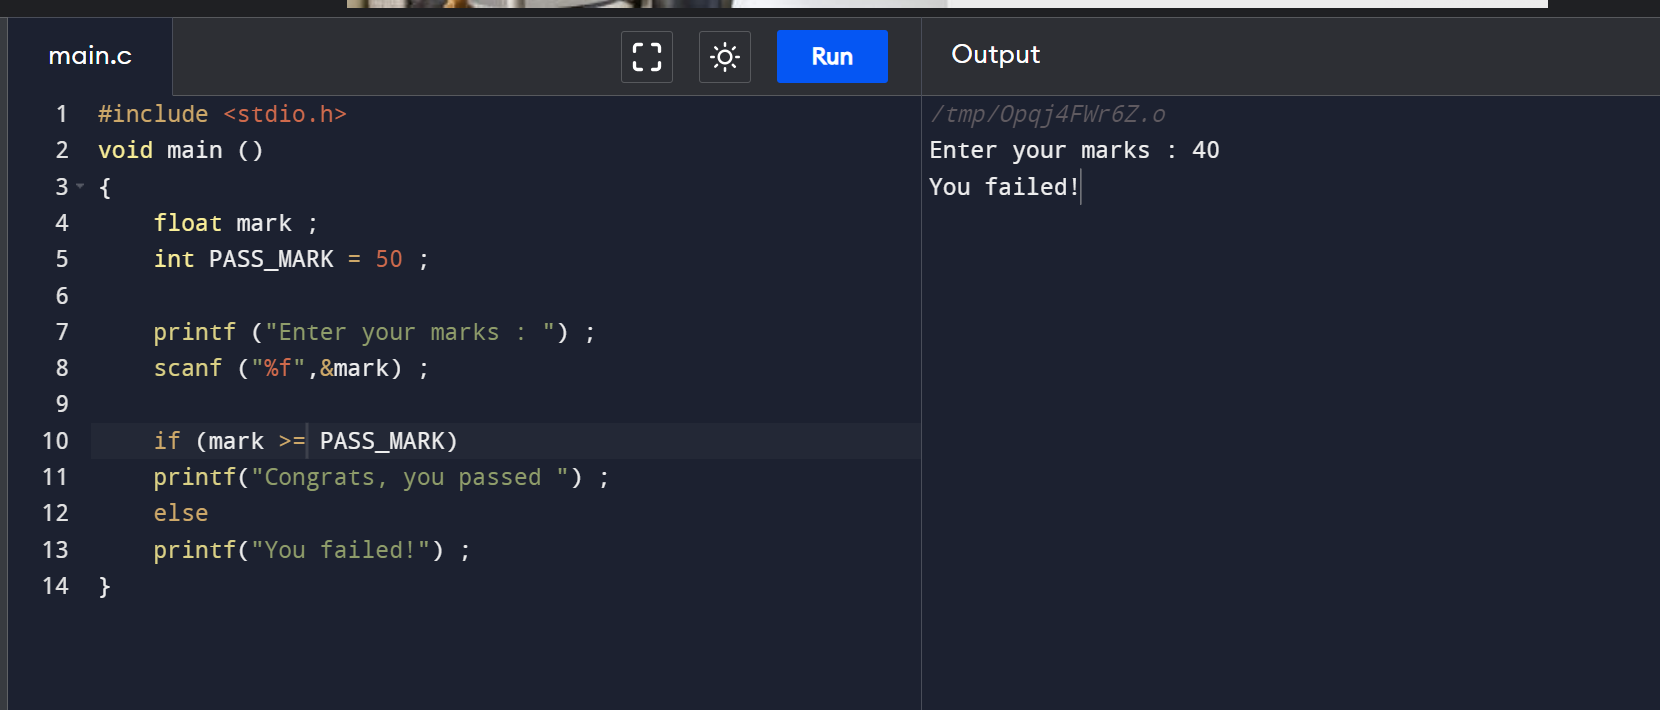 main.c
Run
Output
1 #include <stdio.h>
2 void main ()
3 {
4 float mark ;
5 int PASS_MARK = 50 ;
6
7 printf ("Enter your marks : ") ;
8 scanf ("%f",&mark) ;
9
10 if (mark >= PASS_MARK)
11 printf("Congrats, you passed ") ;
12 else
13 printf("You failed!") ;
14 }
/tmp/Opqj4FWr6Z.o
Enter your marks : 40
You failed!